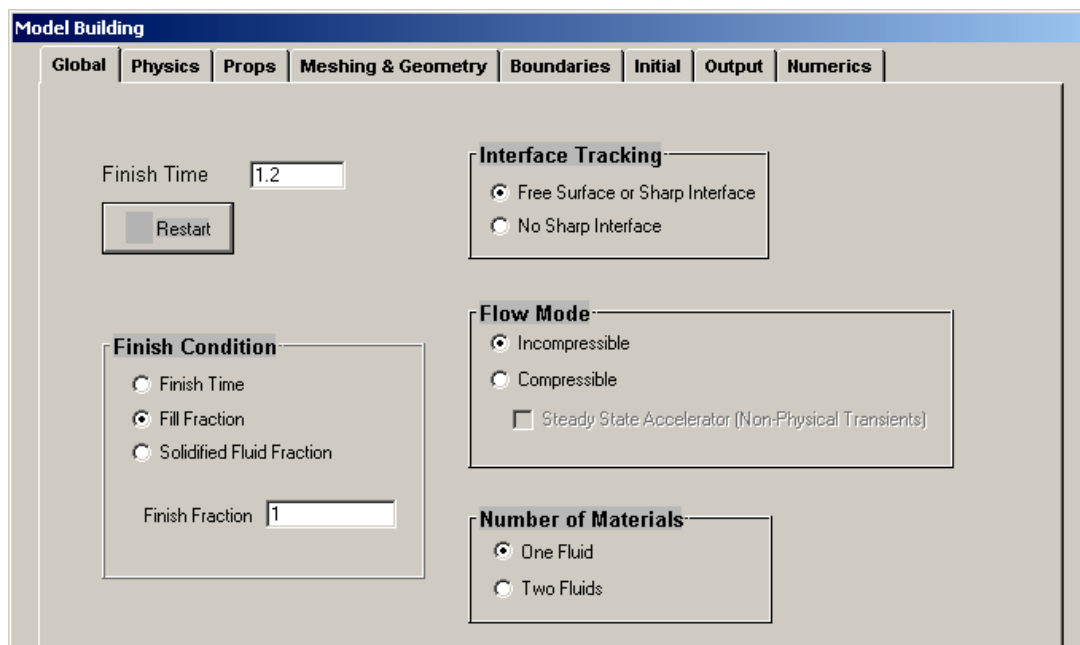 Model Building
Global Physics Props Meshing & Geometry Boundaries Initial Output Numerics
Finish Time 1.2
Restart
Interface Tracking
Free Surface or Sharp Interface
No Sharp Interface
Flow Mode
Incompressible
Compressible
Steady State Accelerator (Non-Physical Transients)
Finish Condition
Finish Time
Fill Fraction
Solidified Fluid Fraction
Finish Fraction 1
Number of Materials
One Fluid
Two Fluids